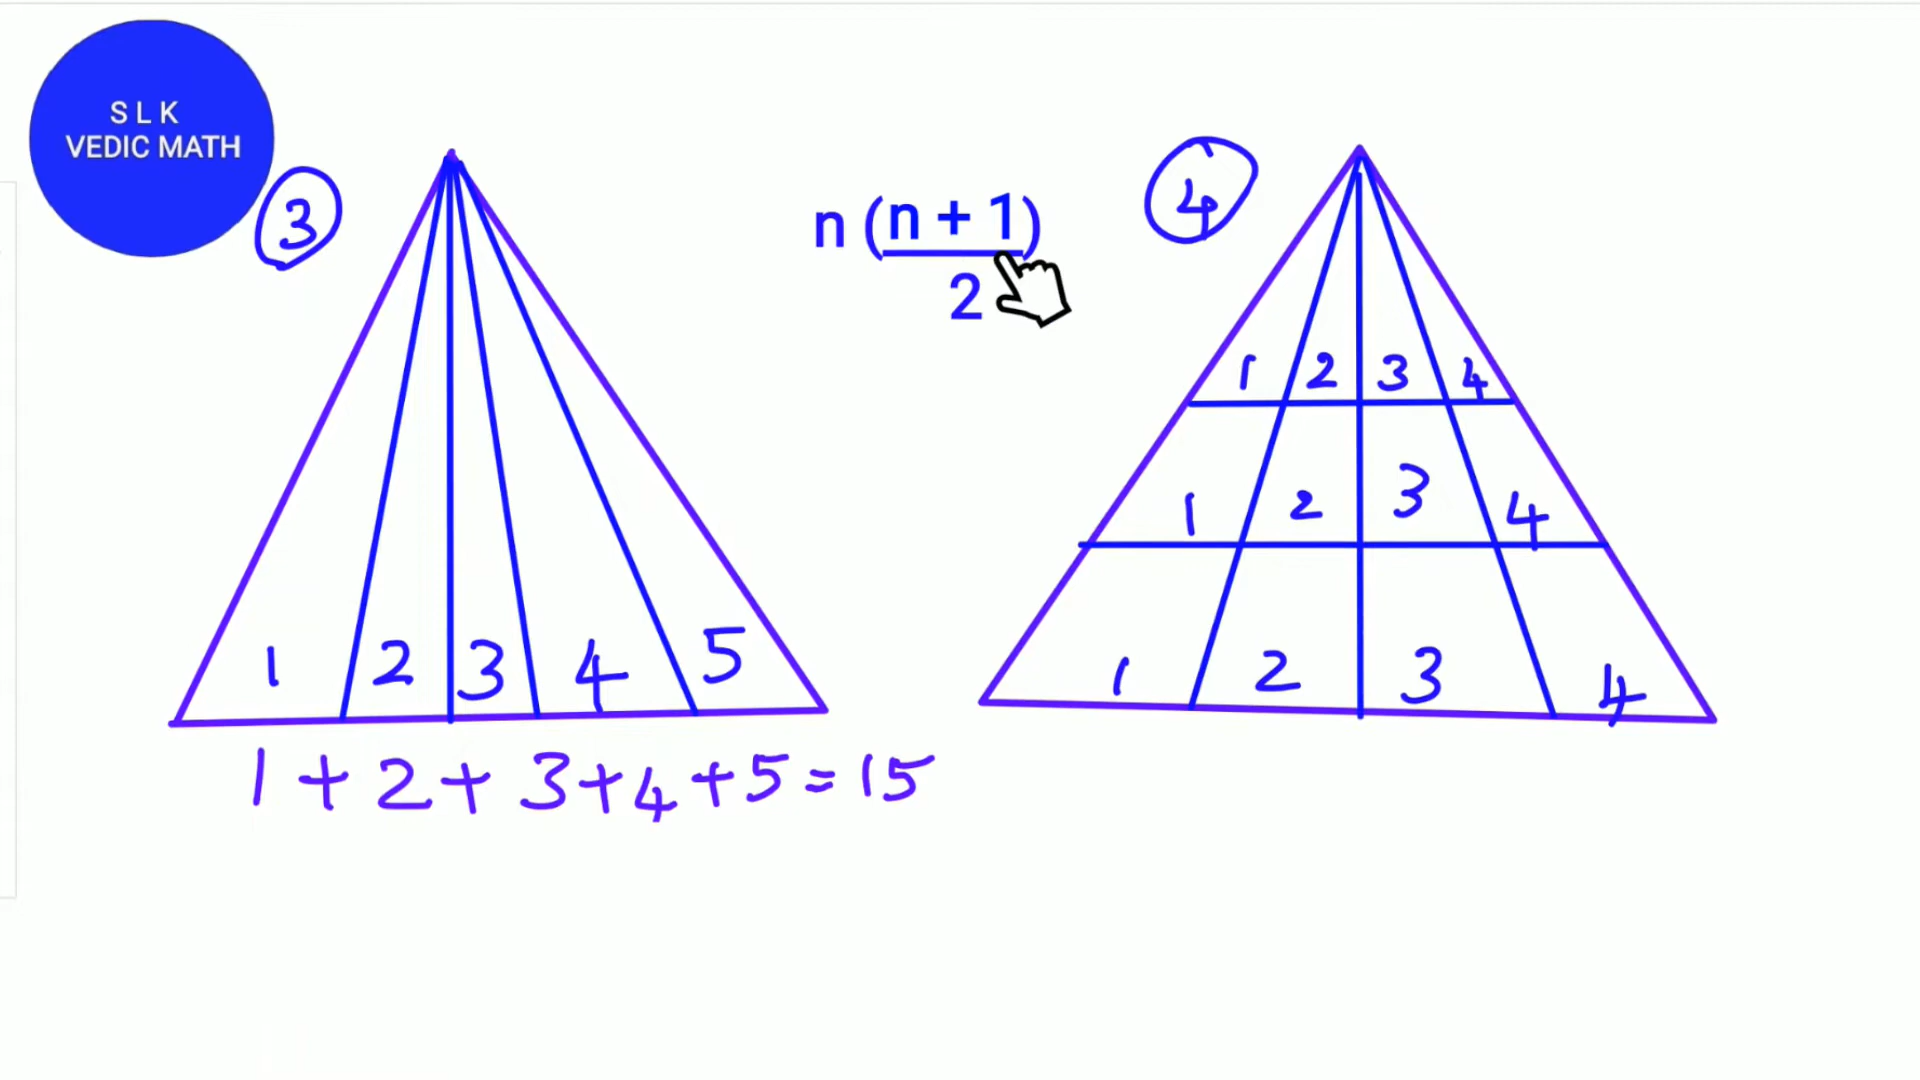 S L K
VEDIC MATH
3
n (n + 1)
2
4
1 2 3 4
1 2 3 4
1 2 3 4
1 2 3 4 5
1 + 2 + 3 + 4 + 5 = 15